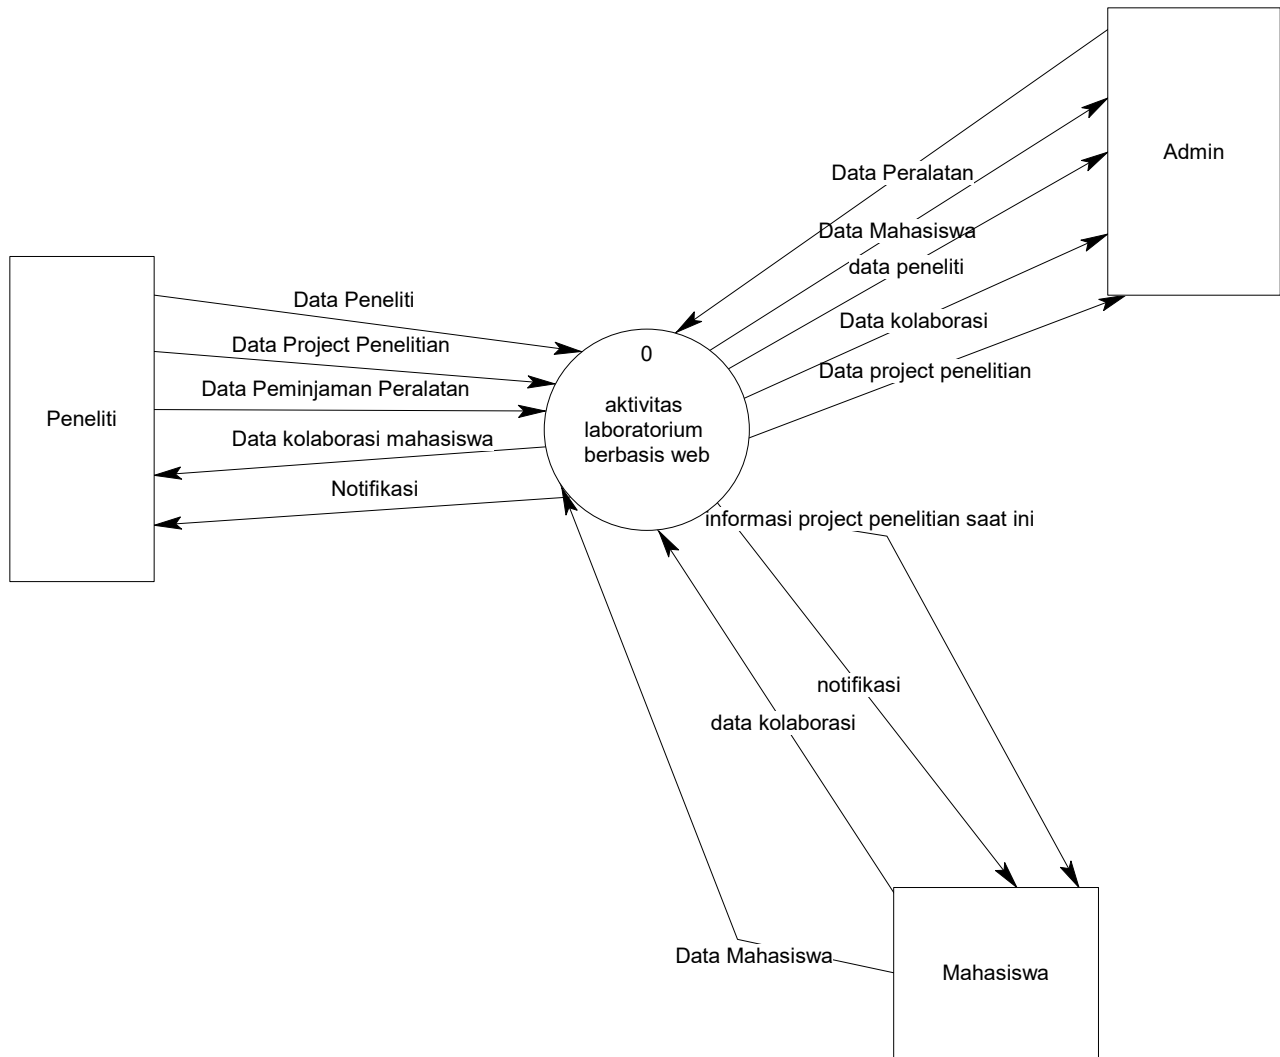 Admin
Data Peralatan
Data Mahasiswa
data peneliti
Data Peneliti
Data kolaborasi
Data Project Penelitian
0
Data project penelitian
Data Peminjaman Peralatan
aktivitas
laboratorium
berbasis web
Peneliti
Data kolaborasi mahasiswa
Notifikasi
informasi project penelitian saat ini
notifikasi
data kolaborasi
Data Mahasiswa
Mahasiswa